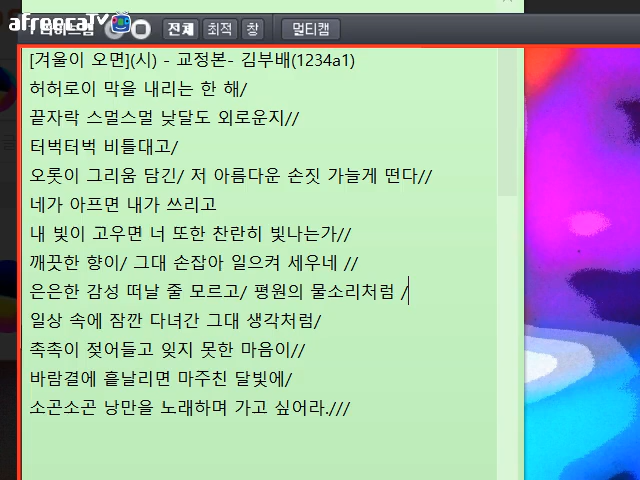 afreecaTV
전체 최적 창 멀티캠
[겨울이 오면](시) - 교정본- 김부배(1234a1)
허허로이 막을 내리는 한 해/
끝자락 스멀스멀 낮달도 외로운지//
터벅터벅 비틀대고/
오롯이 그리움 담긴/ 저 아름다운 손짓 가늘게 떤다//
네가 아프면 내가 쓰리고
내 빛이 고우면 너 또한 찬란히 빛나는가//
깨끗한 향이/ 그대 손잡아 일으켜 세우네 //
은은한 감성 떠날 줄 모르고/ 평원의 물소리처럼 /
일상 속에 잠깐 다녀간 그대 생각처럼/
촉촉이 젖어들고 잊지 못한 마음이//
바람결에 흩날리면 마주친 달빛에/
소곤소곤 낭만을 노래하며 가고 싶어라.///